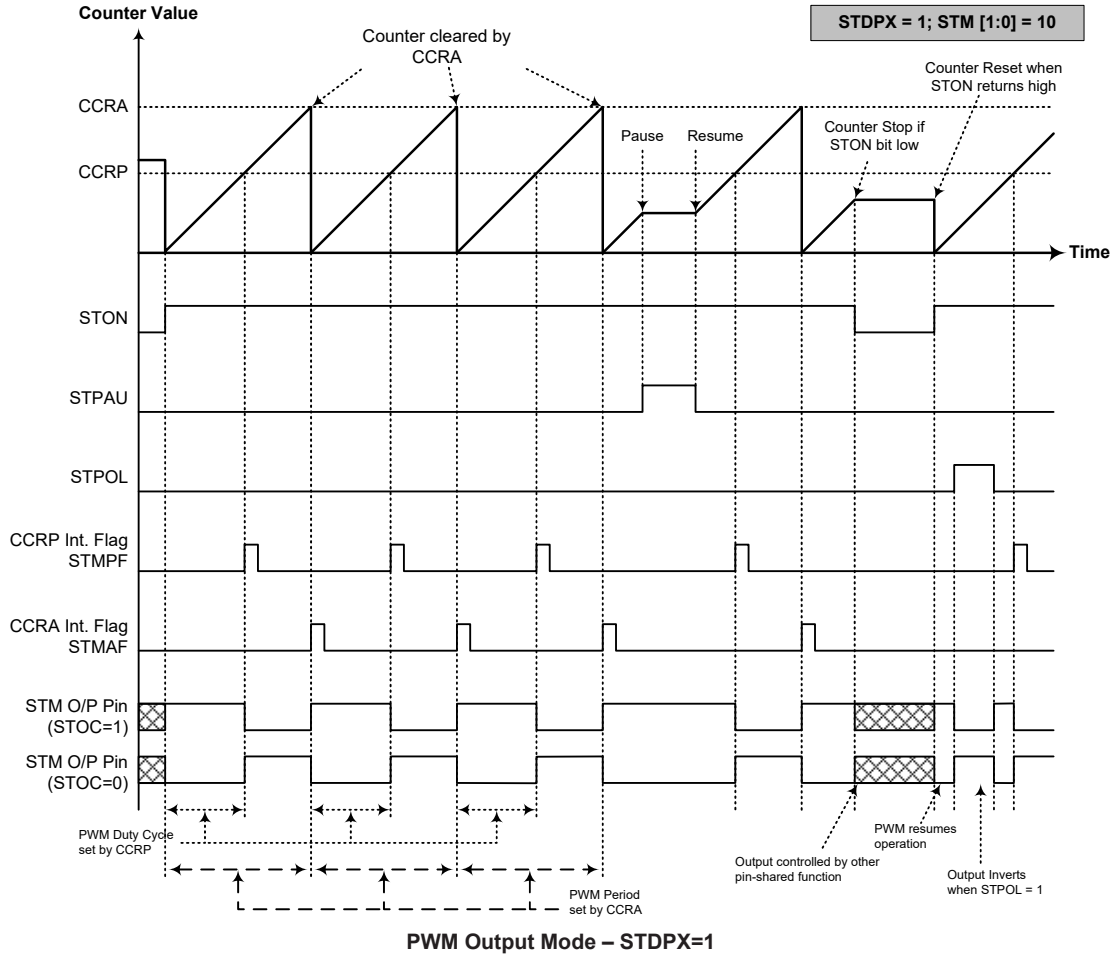 Counter Value
STDPX = 1; STM [1:0] = 10
Counter cleared by
CCRA
Counter Reset when
STON returns high
CCRA
Pause
Resume
Counter Stop if
STON bit low
CCRP
Time
STON
STPAU
STPOL
CCRP Int. Flag
STMPF
CCRA Int. Flag
STMAF
STM O/P Pin
(STOC=1)
STM O/P Pin
(STOC=0)
PWM Duty Cycle
set by CCRP
PWM resumes
operation
Output controlled by other
pin-shared function
Output Inverts
when STPOL = 1
PWM Period
set by CCRA
PWM Output Mode – STDPX=1